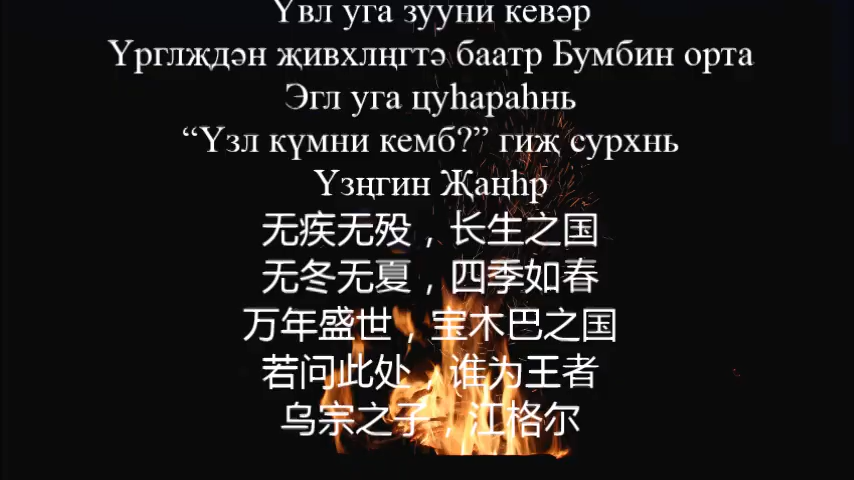 Үвл уга зууни кевәр
Үрглҗдән җивхлңгтә баатр Бумбин орта
Эгл уга цуһараһнь
“Үзл күмни кемб?” гиҗ сурхнь
Үзңгин Җаңһр
无疾无殁，长生之国
无冬无夏，四季如春
万年盛世，宝木巴之国
若问此处，谁为王者
乌宗之子，江格尔